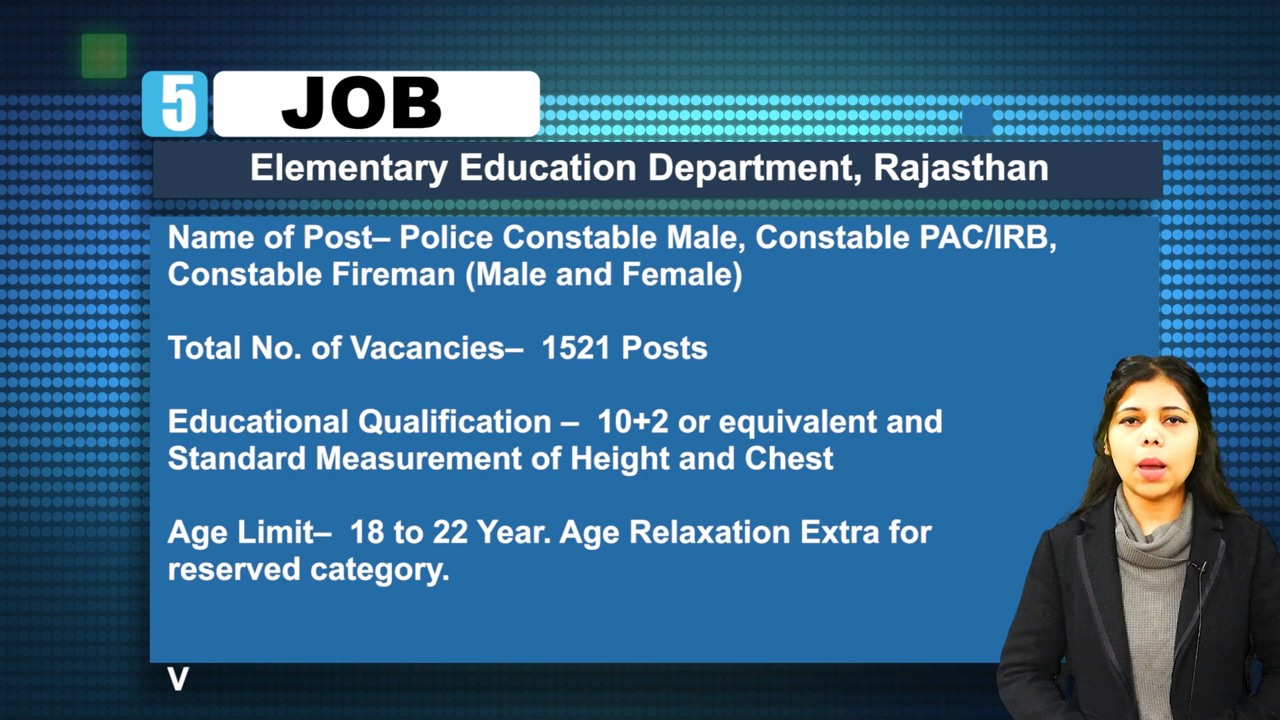 5 JOB
Elementary Education Department, Rajasthan
Name of Post– Police Constable Male, Constable PAC/IRB,
Constable Fireman (Male and Female)
Total No. of Vacancies–  1521 Posts
Educational Qualification –  10+2 or equivalent and
Standard Measurement of Height and Chest
Age Limit–  18 to 22 Year. Age Relaxation Extra for
reserved category.
V